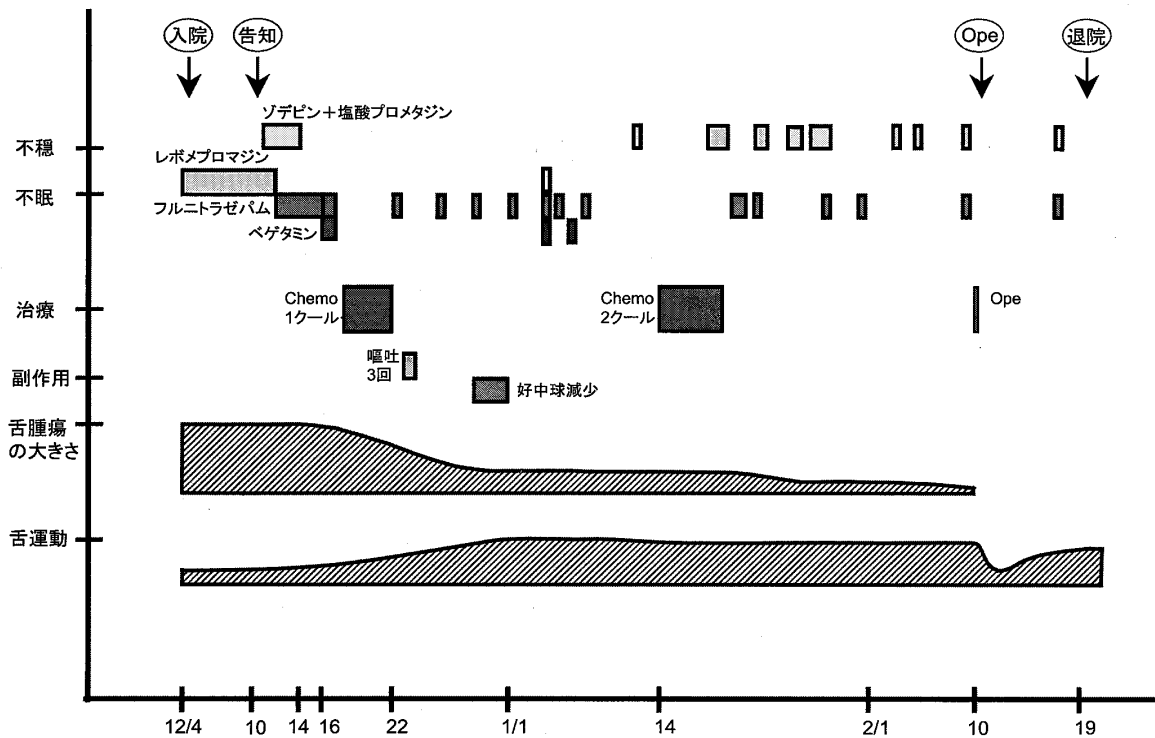 入院
告知
Ope
退院
ゾデピン＋塩酸プロメタジン
不穏
レボメプロマジン
不眠
フルニトラゼパム
ベゲタミン
治療
Chemo
1クール
Chemo
2クール
Ope
嘔吐
3回
副作用
好中球減少
舌腫瘍
の大きさ
舌運動
12/4
10
14
16
22
1/1
14
2/1
10
19